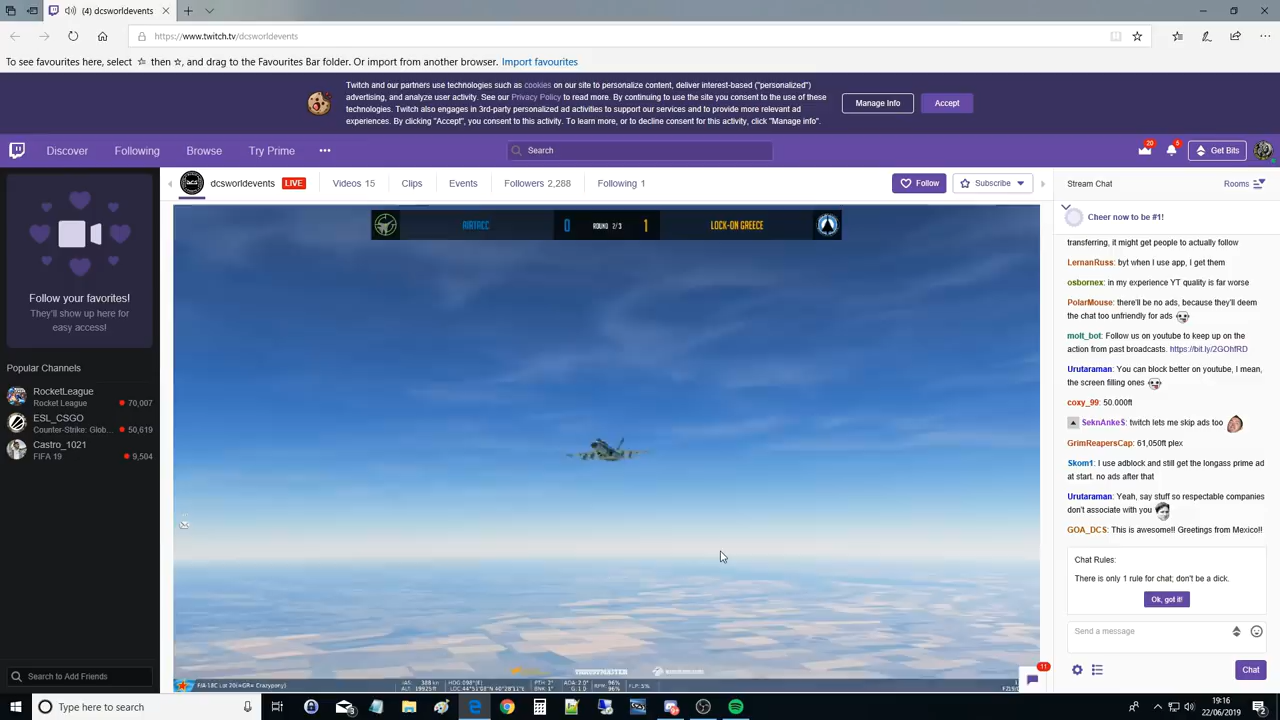 (4) dcsworldevents
https://www.twitch.tv/dcsworldevents
To see favourites here, select ☆ then ☆, and drag to the Favourites Bar folder. Or import from another browser. Import favourites
Twitch and our partners use technologies such as cookies on our site to personalize content, deliver interest-based ("personalized")
advertising, and analyze user activity. See our Privacy Policy to read more. By continuing to use the site you consent to the use of these
technologies. Twitch also engages in 3rd-party personalized ad activities to support our services and to provide more relevant ad
experiences. By clicking "Accept", you consent to this activity. To learn more, or to decline consent for this activity, click "Manage info".
Manage Info
Accept
Discover
Following
Browse
Try Prime
Search
20
6
Get Bits
dcsworldevents
LIVE
Videos 15
Clips
Events
Followers 2,288
Following 1
Follow
Subscribe
Follow your favorites!
They'll show up here for
easy access!
Popular Channels
RocketLeague
Rocket League
70,007
ESL_CSGO
Counter-Strike: Glob...
50,619
Castro_1021
FIFA 19
9,504
Search to Add Friends
0
ROUND 2/3
1
LOCK-ON GREECE
Stream Chat
Rooms
Cheer now to be #1!
transferring, it might get people to actually follow
LernanRuss: byt when I use app, I get them
osbornex: in my experience YT quality is far worse
PolarMouse: there'll be no ads, because they'll deem
the chat too unfriendly for ads
molt_bot: Follow us on youtube to keep up on the
action from past broadcasts. https://bit.ly/2GOhfRD
Urutaraman: You can block better on youtube, I mean,
the screen filling ones
coxy_99: 50.000ft
SeknAnkeS: twitch lets me skip ads too
GrimReapersCap: 61,050ft plex
Skom1: I use adblock and still get the longass prime ad
at start. no ads after that
Urutaraman: Yeah, say stuff so respectable companies
don't associate with you
GOA_DCS: This is awesome!! Greetings from Mexico!!
Chat Rules:
There is only 1 rule for chat; don't be a dick.
Ok, got it!
Send a message
Chat
11
Type here to search
19:16
22/06/2019
2